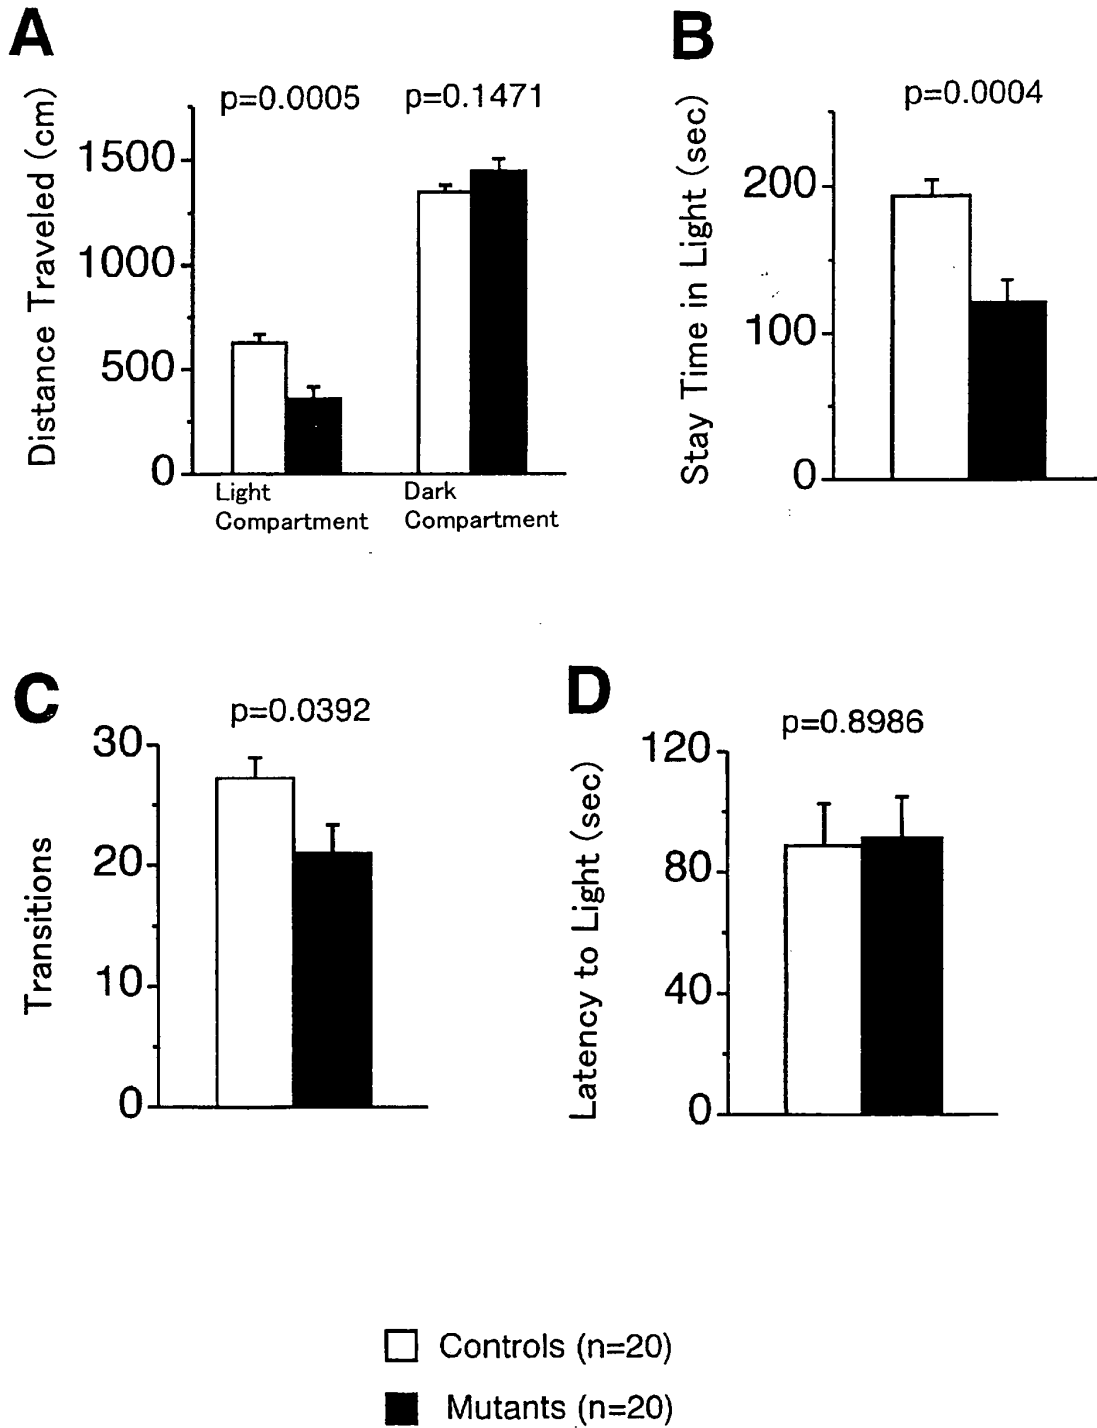 A
p=0.0005 p=0.1471
Distance Traveled (cm)
1500
1000
500
0
Light
Compartment
Dark
Compartment
B
p=0.0004
Stay Time in Light (sec)
200
100
0
C
p=0.0392
Transitions
30
20
10
0
D
p=0.8986
Latency to Light (sec)
120
80
40
0
Controls (n=20)
Mutants (n=20)